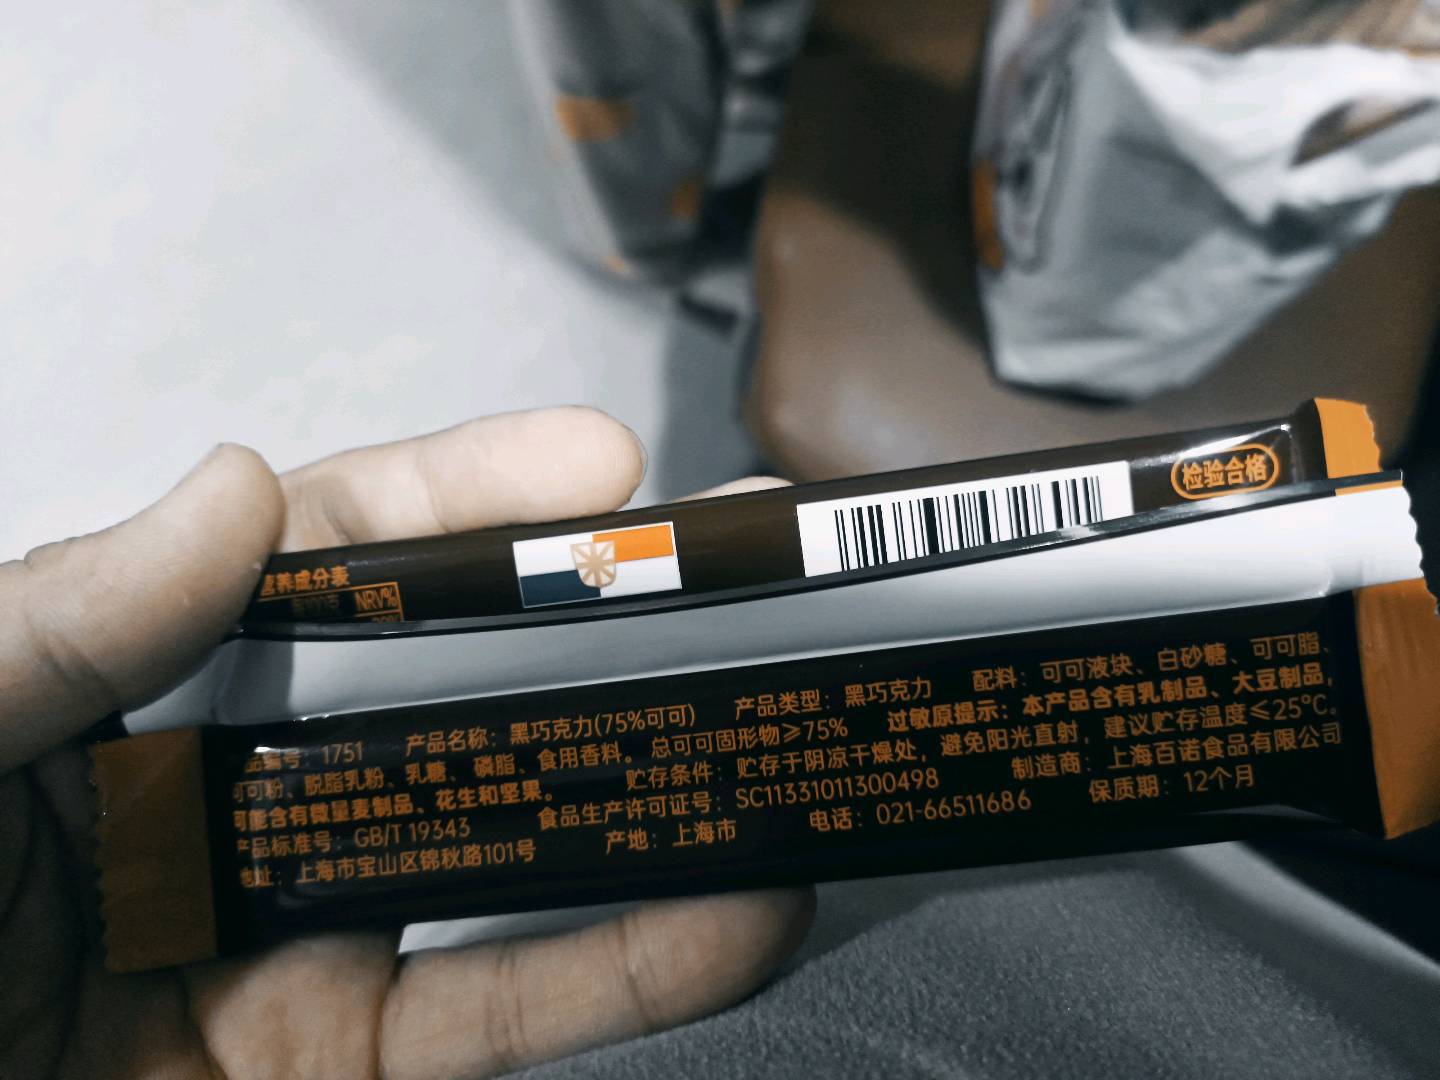 检验合格
营养成分表
NRV%
品编号：1751 产品名称：黑巧克力(75%可可) 产品类型：黑巧克力 配料：可可液块、白砂糖、可可脂、
可可粉、脱脂乳粉、乳糖、磷脂、食用香料。总可可固形物≥75% 过敏原提示：本产品含有乳制品、大豆制品，
可能含有微量麦制品、花生和坚果。 贮存条件：贮存于阴凉干燥处，避免阳光直射，建议贮存温度≤25°C。
产品标准号：GB/T 19343 食品生产许可证号：SC11331011300498 制造商：上海百诺食品有限公司
地址：上海市宝山区锦秋路101号 产地：上海市 电话：021-66511686 保质期：12个月